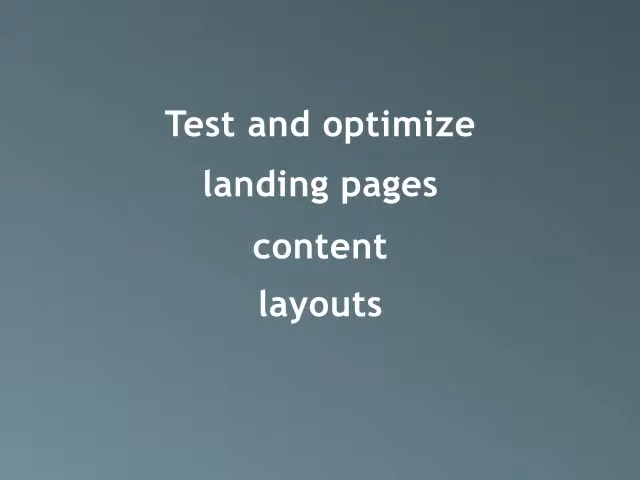 Test and optimize
landing pages
content
layouts